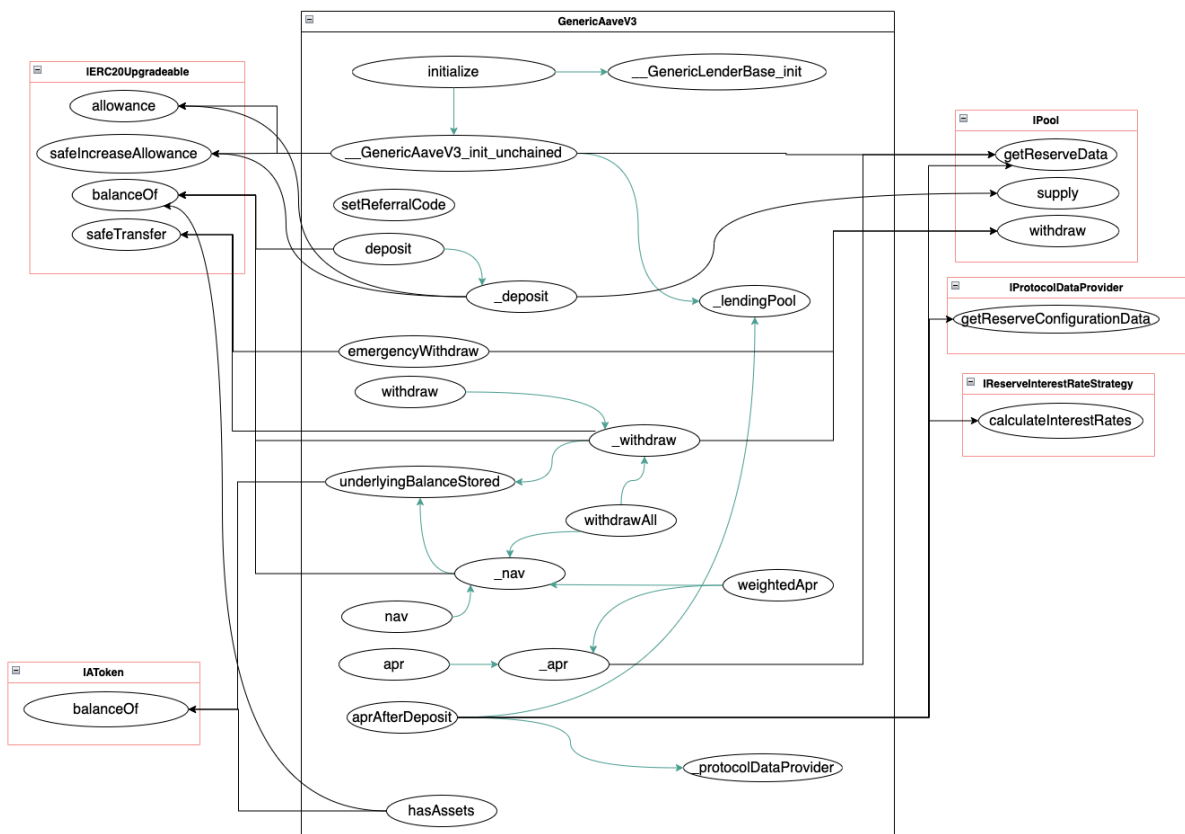 GenericAaveV3
initialize
__GenericLenderBase_init
IERC20Upgradeable
allowance
safeIncreaseAllowance
balanceOf
safeTransfer
__GenericAaveV3_init_unchained
setReferralCode
deposit
_deposit
_lendingPool
emergencyWithdraw
withdraw
_withdraw
underlyingBalanceStored
withdrawAll
_nav
weightedApr
nav
apr
_apr
aprAfterDeposit
_protocolDataProvider
hasAssets
IPool
getReserveData
supply
withdraw
IProtocolDataProvider
getReserveConfigurationData
IReserveInterestRateStrategy
calculateInterestRates
IAToken
balanceOf